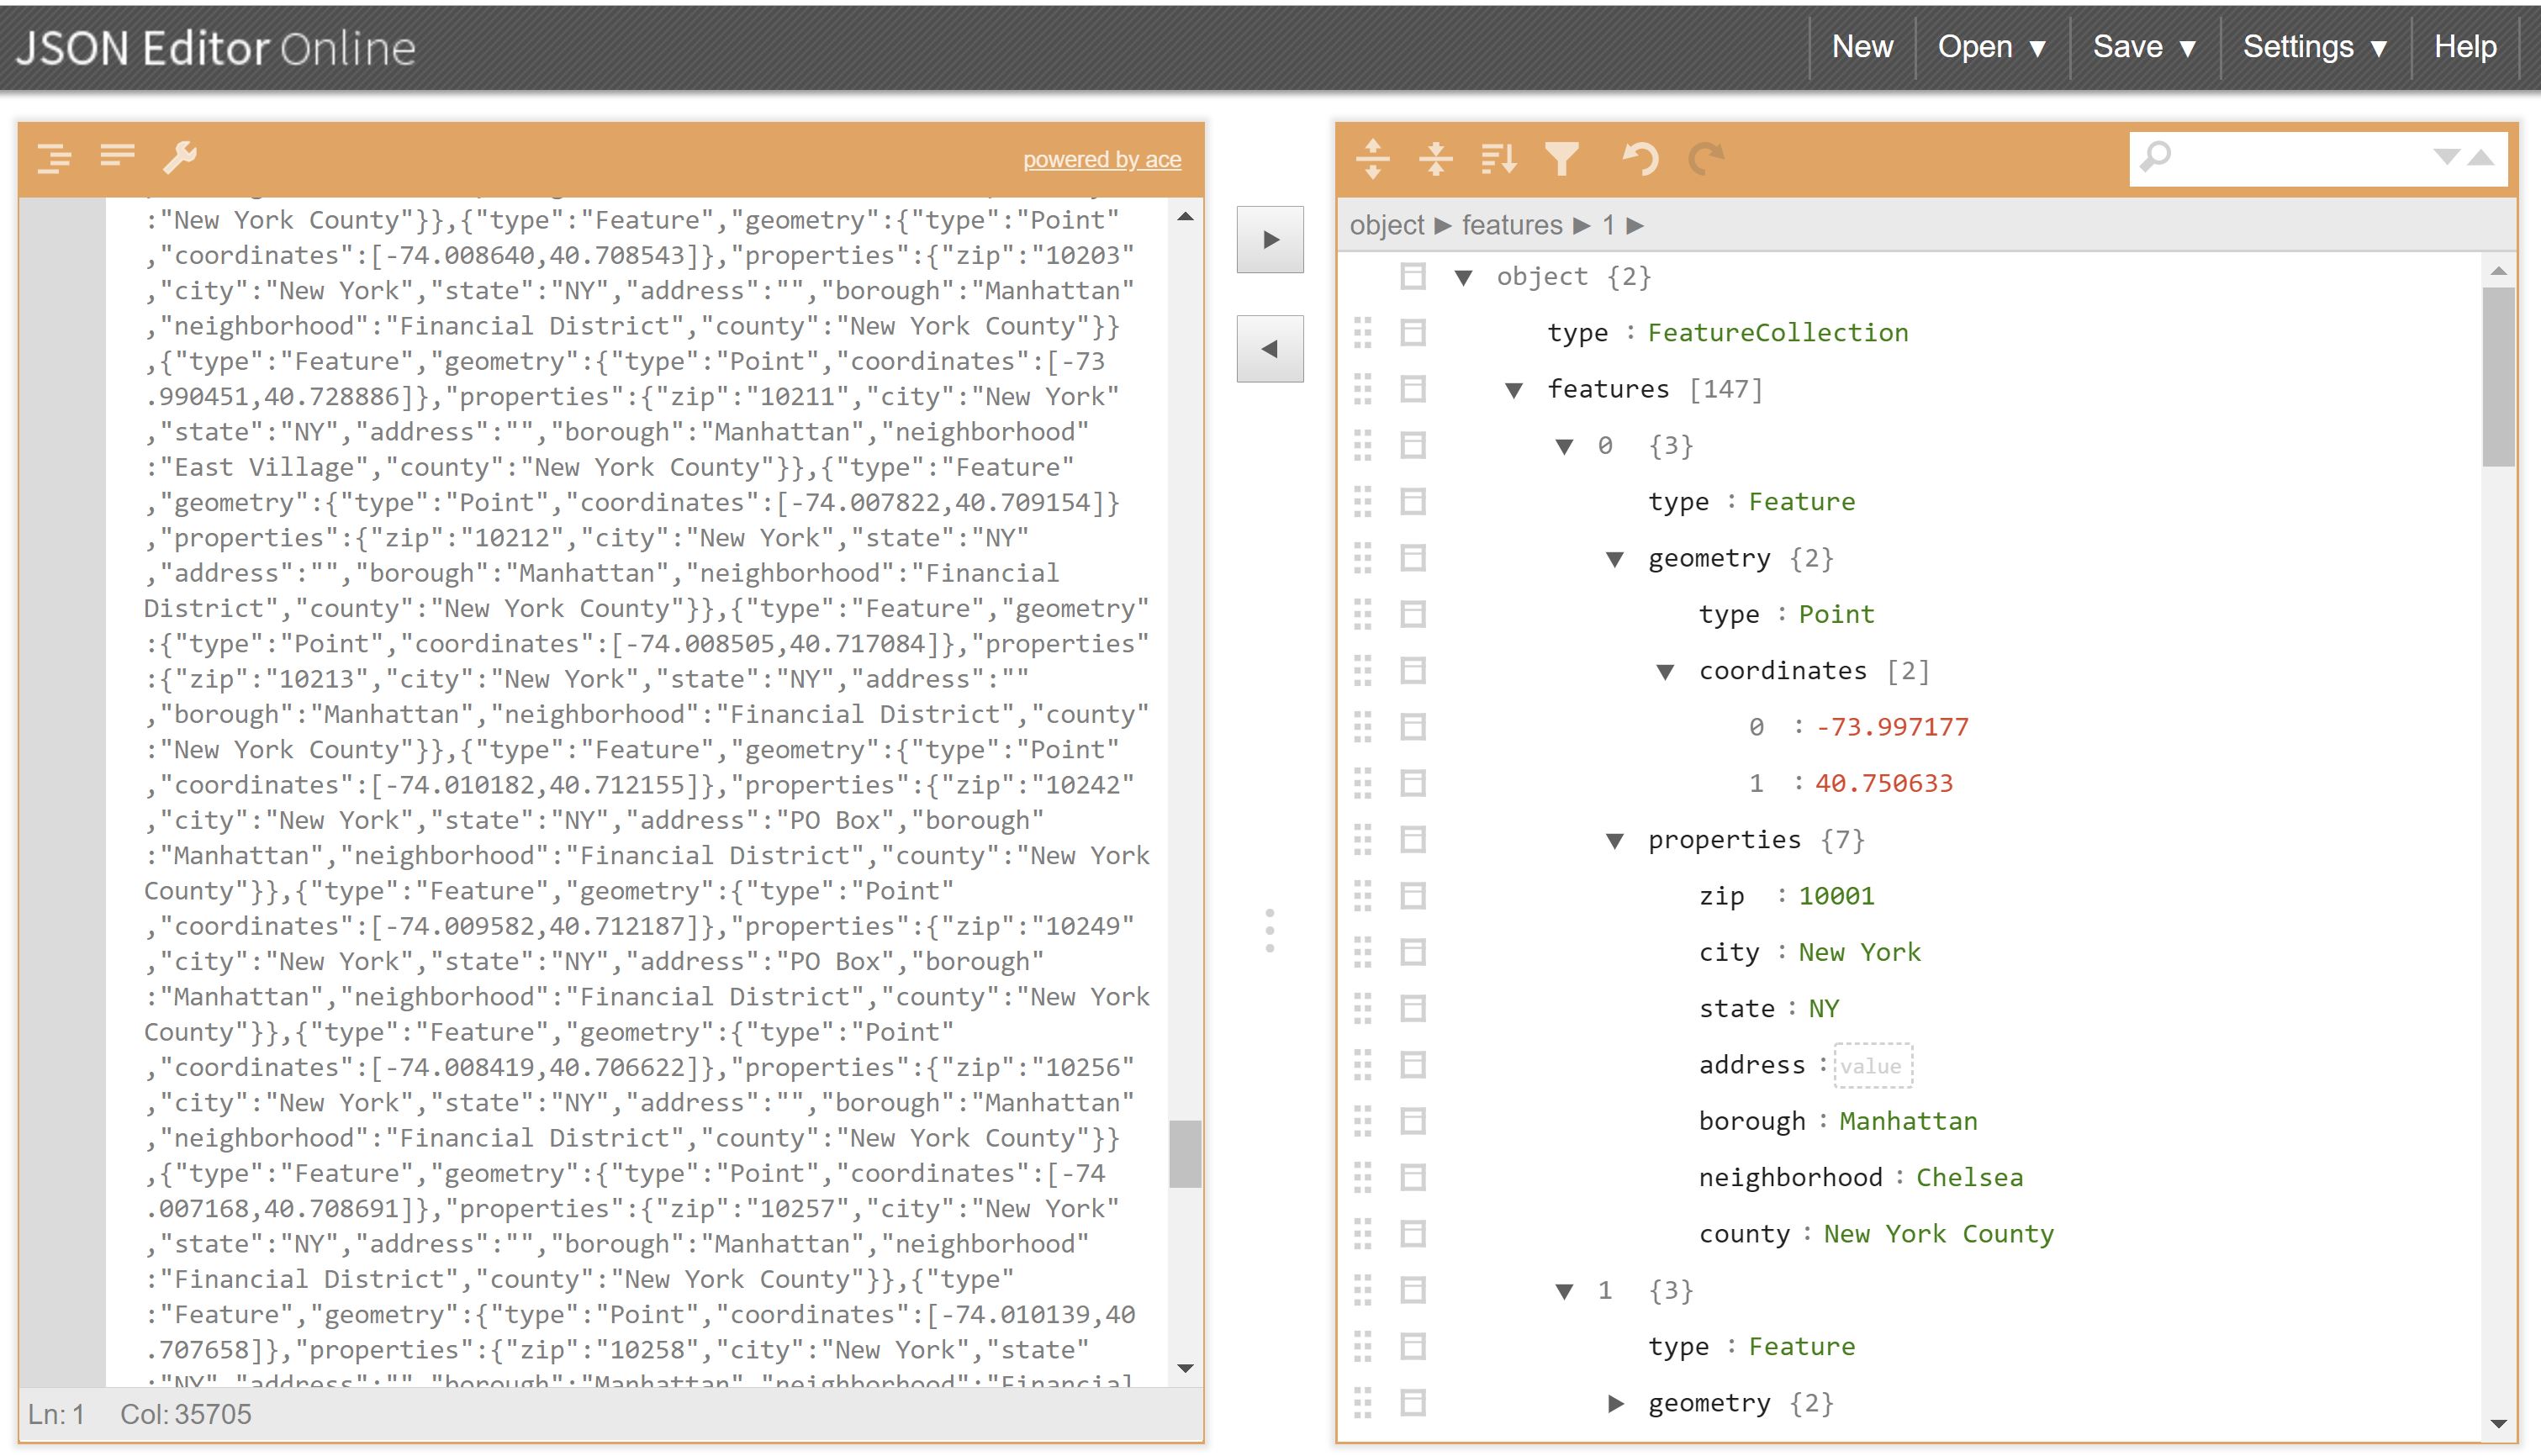 JSON Editor Online
New
Open ▼
Save ▼
Settings ▼
Help
powered by ace
:"New York County"}},{"type":"Feature","geometry":{"type":"Point"
,"coordinates":[-74.008640,40.708543]},"properties":{"zip":"10203"
,"city":"New York","state":"NY","address":"","borough":"Manhattan"
,"neighborhood":"Financial District","county":"New York County"}}
,{"type":"Feature","geometry":{"type":"Point","coordinates":[-73
.990451,40.728886]},"properties":{"zip":"10211","city":"New York"
,"state":"NY","address":"","borough":"Manhattan","neighborhood"
:"East Village","county":"New York County"}},{"type":"Feature"
,"geometry":{"type":"Point","coordinates":[-74.007822,40.709154]}
,"properties":{"zip":"10212","city":"New York","state":"NY"
,"address":"","borough":"Manhattan","neighborhood":"Financial
District","county":"New York County"}},{"type":"Feature","geometry"
:{"type":"Point","coordinates":[-74.008505,40.717084]},"properties"
:{"zip":"10213","city":"New York","state":"NY","address":""
,"borough":"Manhattan","neighborhood":"Financial District","county"
:"New York County"}},{"type":"Feature","geometry":{"type":"Point"
,"coordinates":[-74.010182,40.712155]},"properties":{"zip":"10242"
,"city":"New York","state":"NY","address":"PO Box","borough"
:"Manhattan","neighborhood":"Financial District","county":"New York
County"}},{"type":"Feature","geometry":{"type":"Point"
,"coordinates":[-74.009582,40.712187]},"properties":{"zip":"10249"
,"city":"New York","state":"NY","address":"PO Box","borough"
:"Manhattan","neighborhood":"Financial District","county":"New York
County"}},{"type":"Feature","geometry":{"type":"Point"
,"coordinates":[-74.008419,40.706622]},"properties":{"zip":"10256"
,"city":"New York","state":"NY","address":"","borough":"Manhattan"
,"neighborhood":"Financial District","county":"New York County"}}
,{"type":"Feature","geometry":{"type":"Point","coordinates":[-74
.007168,40.708691]},"properties":{"zip":"10257","city":"New York"
,"state":"NY","address":"","borough":"Manhattan","neighborhood"
:"Financial District","county":"New York County"}},{"type"
:"Feature","geometry":{"type":"Point","coordinates":[-74.010139,40
.707658]},"properties":{"zip":"10258","city":"New York","state"
:"NY","address":"","borough":"Manhattan","neighborhood":"Financial
Ln: 1 Col: 35705
object ▶ features ▶ 1 ▶
▼ object {2}
type : FeatureCollection
▼ features [147]
▼ 0 {3}
type : Feature
▼ geometry {2}
type : Point
▼ coordinates [2]
0 : -73.997177
1 : 40.750633
▼ properties {7}
zip : 10001
city : New York
state : NY
address : value
borough : Manhattan
neighborhood : Chelsea
county : New York County
▼ 1 {3}
type : Feature
▶ geometry {2}